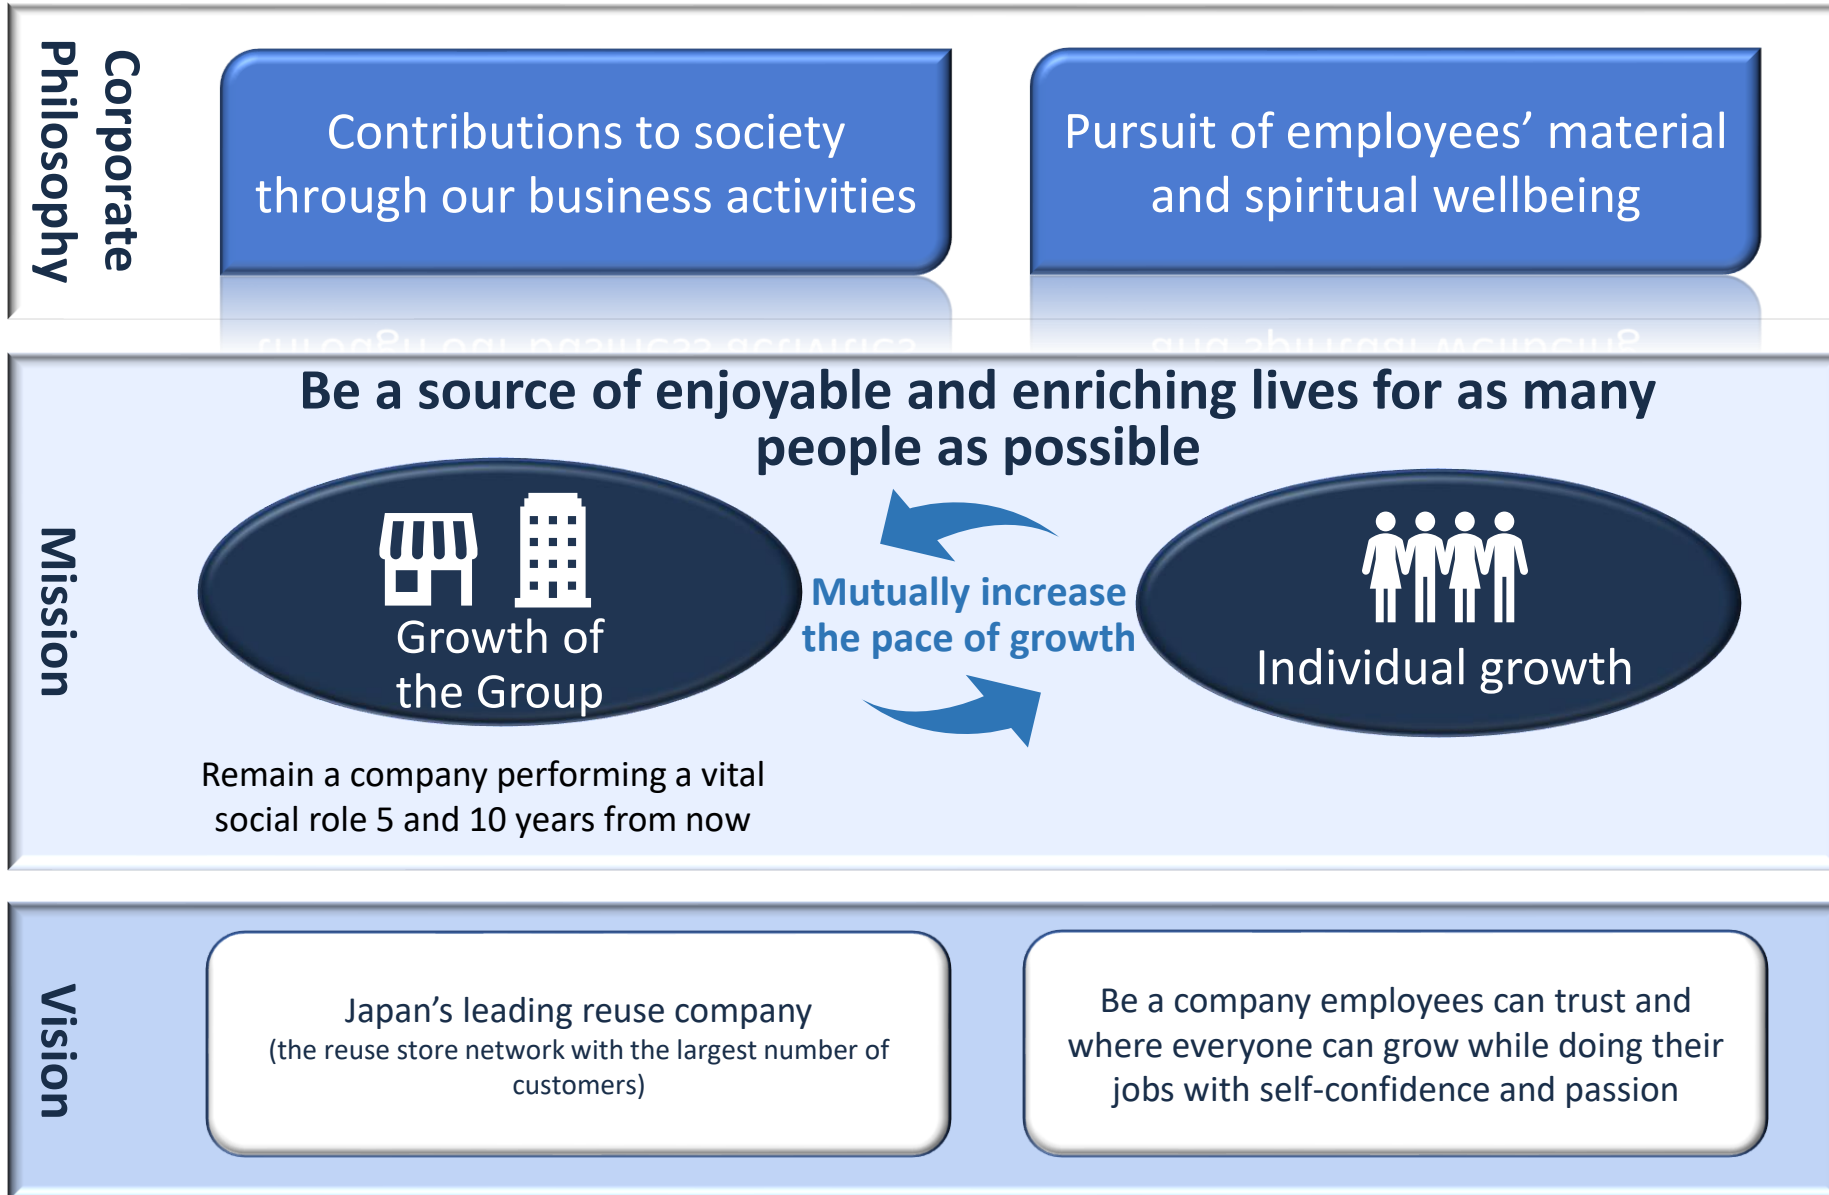 Corporate
Philosophy
Contributions to society
through our business activities
Pursuit of employees’ material
and spiritual wellbeing
Mission
Be a source of enjoyable and enriching lives for as many
people as possible
Growth of
the Group
Mutually increase
the pace of growth
Individual growth
Remain a company performing a vital
social role 5 and 10 years from now
Vision
Japan’s leading reuse company
(the reuse store network with the largest number of
customers)
Be a company employees can trust and
where everyone can grow while doing their
jobs with self-confidence and passion